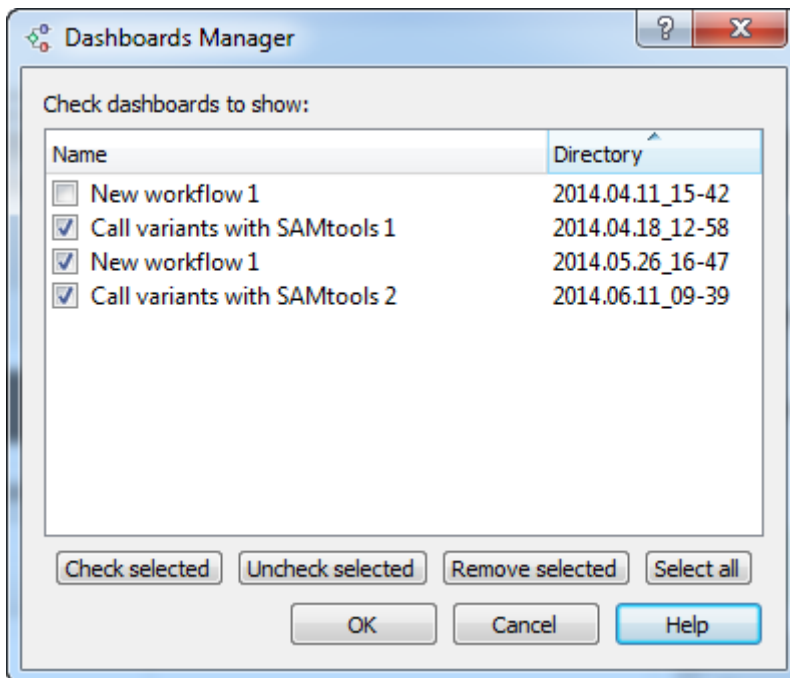 Dashboards Manager
Check dashboards to show:
Name Directory
New workflow 1 2014.04.11_15-42
Call variants with SAMtools 1 2014.04.18_12-58
New workflow 1 2014.05.26_16-47
Call variants with SAMtools 2 2014.06.11_09-39
Check selected Uncheck selected Remove selected Select all
OK Cancel Help